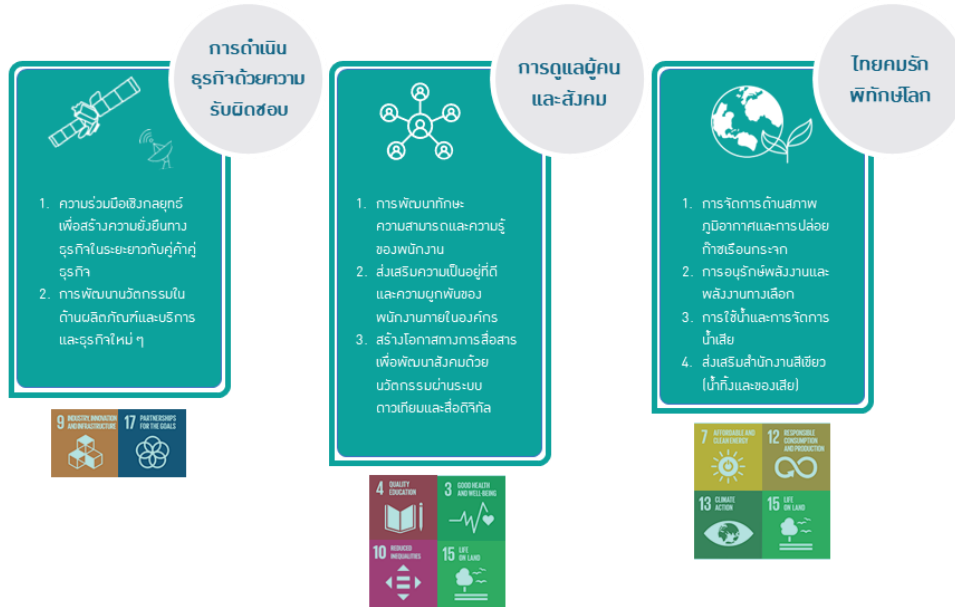 การดำเนิน
ธุรกิจด้วยความ
รับผิดชอบ
1. ความร่วมมือเชิงกลยุทธ์
เพื่อสร้างความยั่งยืนทาง
ธุรกิจในระยะยาวกับคู่ค้าคู่
ธุรกิจ
2. การพัฒนานวัตกรรมใน
ด้านผลิตภัณฑ์และบริการ
และธุรกิจใหม่ ๆ
9 INDUSTRY, INNOVATION
AND INFRASTRUCTURE
17 PARTNERSHIPS
FOR THE GOALS
การดูแลผู้คน
และสังคม
1. การพัฒนาทักษะ
ความสามารถและความรู้
ของพนักงาน
2. ส่งเสริมความเป็นอยู่ที่ดี
และความผูกพันของ
พนักงานภายในองค์กร
3. สร้างโอกาสทางการสื่อสาร
เพื่อพัฒนาสังคมด้วย
นวัตกรรมผ่านระบบ
ดาวเทียมและสื่อดิจิทัล
4 QUALITY
EDUCATION
3 GOOD HEALTH
AND WELL-BEING
10 REDUCED
INEQUALITIES
15 LIFE
ON LAND
ไทยคมรัก
พิทักษ์โลก
1. การจัดการด้านสภาพ
ภูมิอากาศและการปล่อย
ก๊าซเรือนกระจก
2. การอนุรักษ์พลังงานและ
พลังงานทางเลือก
3. การใช้น้ำและการจัดการ
น้ำเสีย
4. ส่งเสริมสำนักงานสีเขียว
(น้ำทิ้งและของเสีย)
7 AFFORDABLE AND
CLEAN ENERGY
12 RESPONSIBLE
CONSUMPTION
AND PRODUCTION
13 CLIMATE
ACTION
15 LIFE
ON LAND